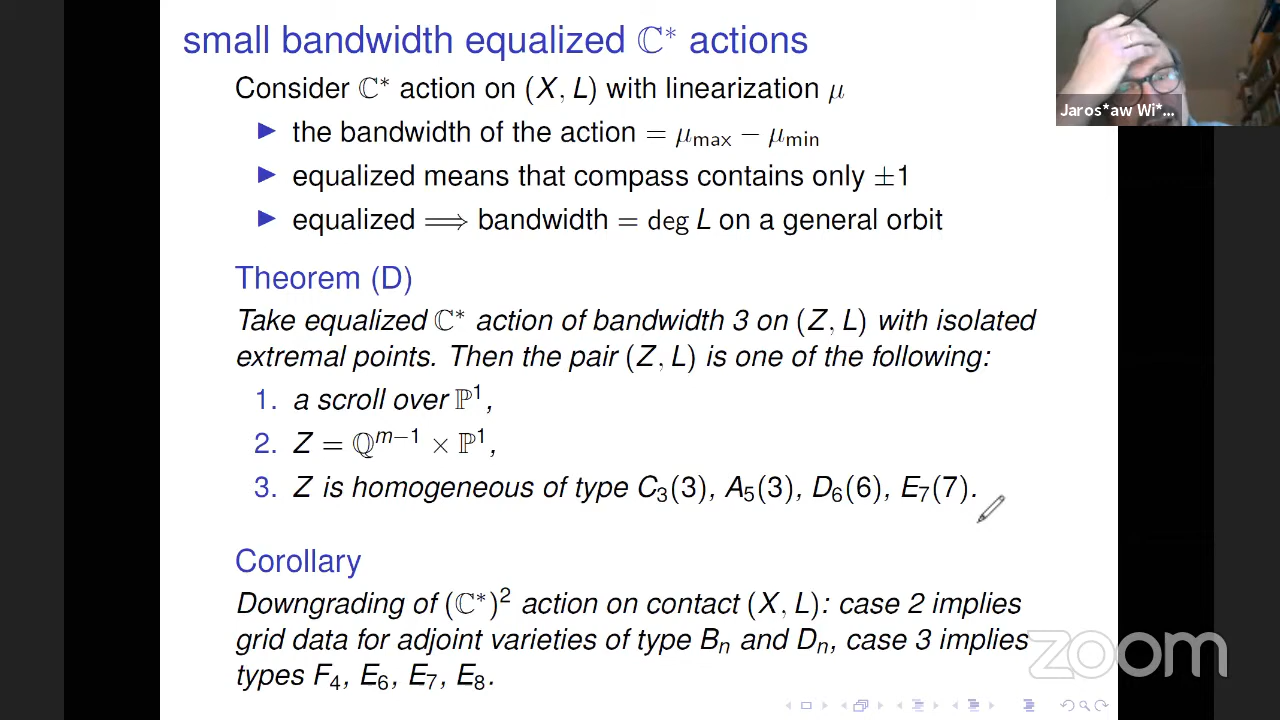 small bandwidth equalized ℂ* actions
Consider ℂ* action on (X, L) with linearization μ
▶ the bandwidth of the action = μ_max − μ_min
▶ equalized means that compass contains only ±1
▶ equalized ⟹ bandwidth = deg L on a general orbit
Theorem (D)
Take equalized ℂ* action of bandwidth 3 on (Z, L) with isolated
extremal points. Then the pair (Z, L) is one of the following:
1. a scroll over ℙ¹,
2. Z = ℚ^{m−1} × ℙ¹,
3. Z is homogeneous of type C₃(3), A₅(3), D₆(6), E₇(7).
Corollary
Downgrading of (ℂ*)² action on contact (X, L): case 2 implies
grid data for adjoint varieties of type Bₙ and Dₙ, case 3 implies
types F₄, E₆, E₇, E₈.
Jaros*aw Wi*...
zoom